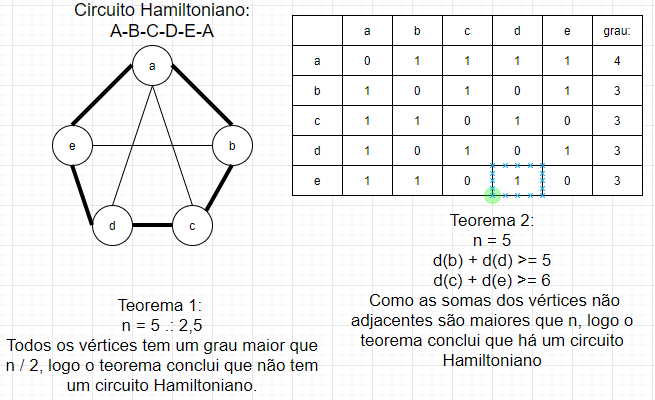 Circuito Hamiltoniano:
A-B-C-D-E-A
a
e
b
d
c
a b c d e grau:
a 0 1 1 1 1 4
b 1 0 1 0 1 3
c 1 1 0 1 0 3
d 1 0 1 0 1 3
e 1 1 0 1 0 3
Teorema 1:
n = 5 .: 2,5
Todos os vértices tem um grau maior que
n / 2, logo o teorema conclui que não tem
um circuito Hamiltoniano.
Teorema 2:
n = 5
d(b) + d(d) >= 5
d(c) + d(e) >= 6
Como as somas dos vértices não
adjacentes são maiores que n, logo o
teorema conclui que há um circuito
Hamiltoniano